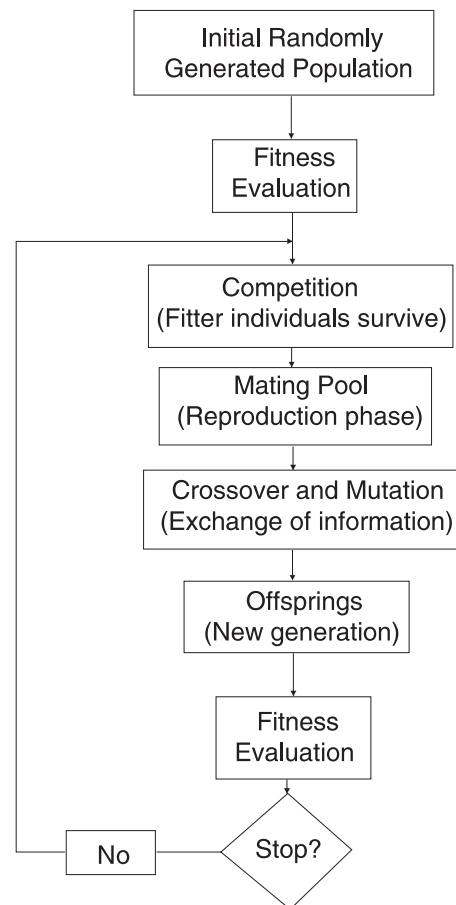 Initial Randomly
Generated Population
Fitness
Evaluation
Competition
(Fitter individuals survive)
Mating Pool
(Reproduction phase)
Crossover and Mutation
(Exchange of information)
Offsprings
(New generation)
Fitness
Evaluation
Stop?
No